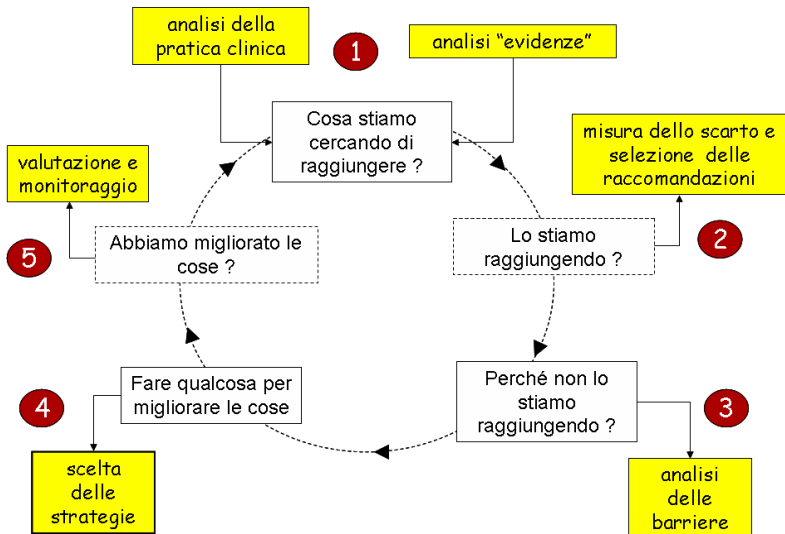 analisi della
pratica clinica
1
analisi “evidenze”
Cosa stiamo
cercando di
raggiungere ?
misura dello scarto e
selezione delle
raccomandazioni
valutazione e
monitoraggio
Abbiamo migliorato le
cose ?
5
Lo stiamo
raggiungendo ?
2
Fare qualcosa per
migliorare le cose
4
Perché non lo
stiamo
raggiungendo ?
3
scelta
delle
strategie
analisi
delle
barriere